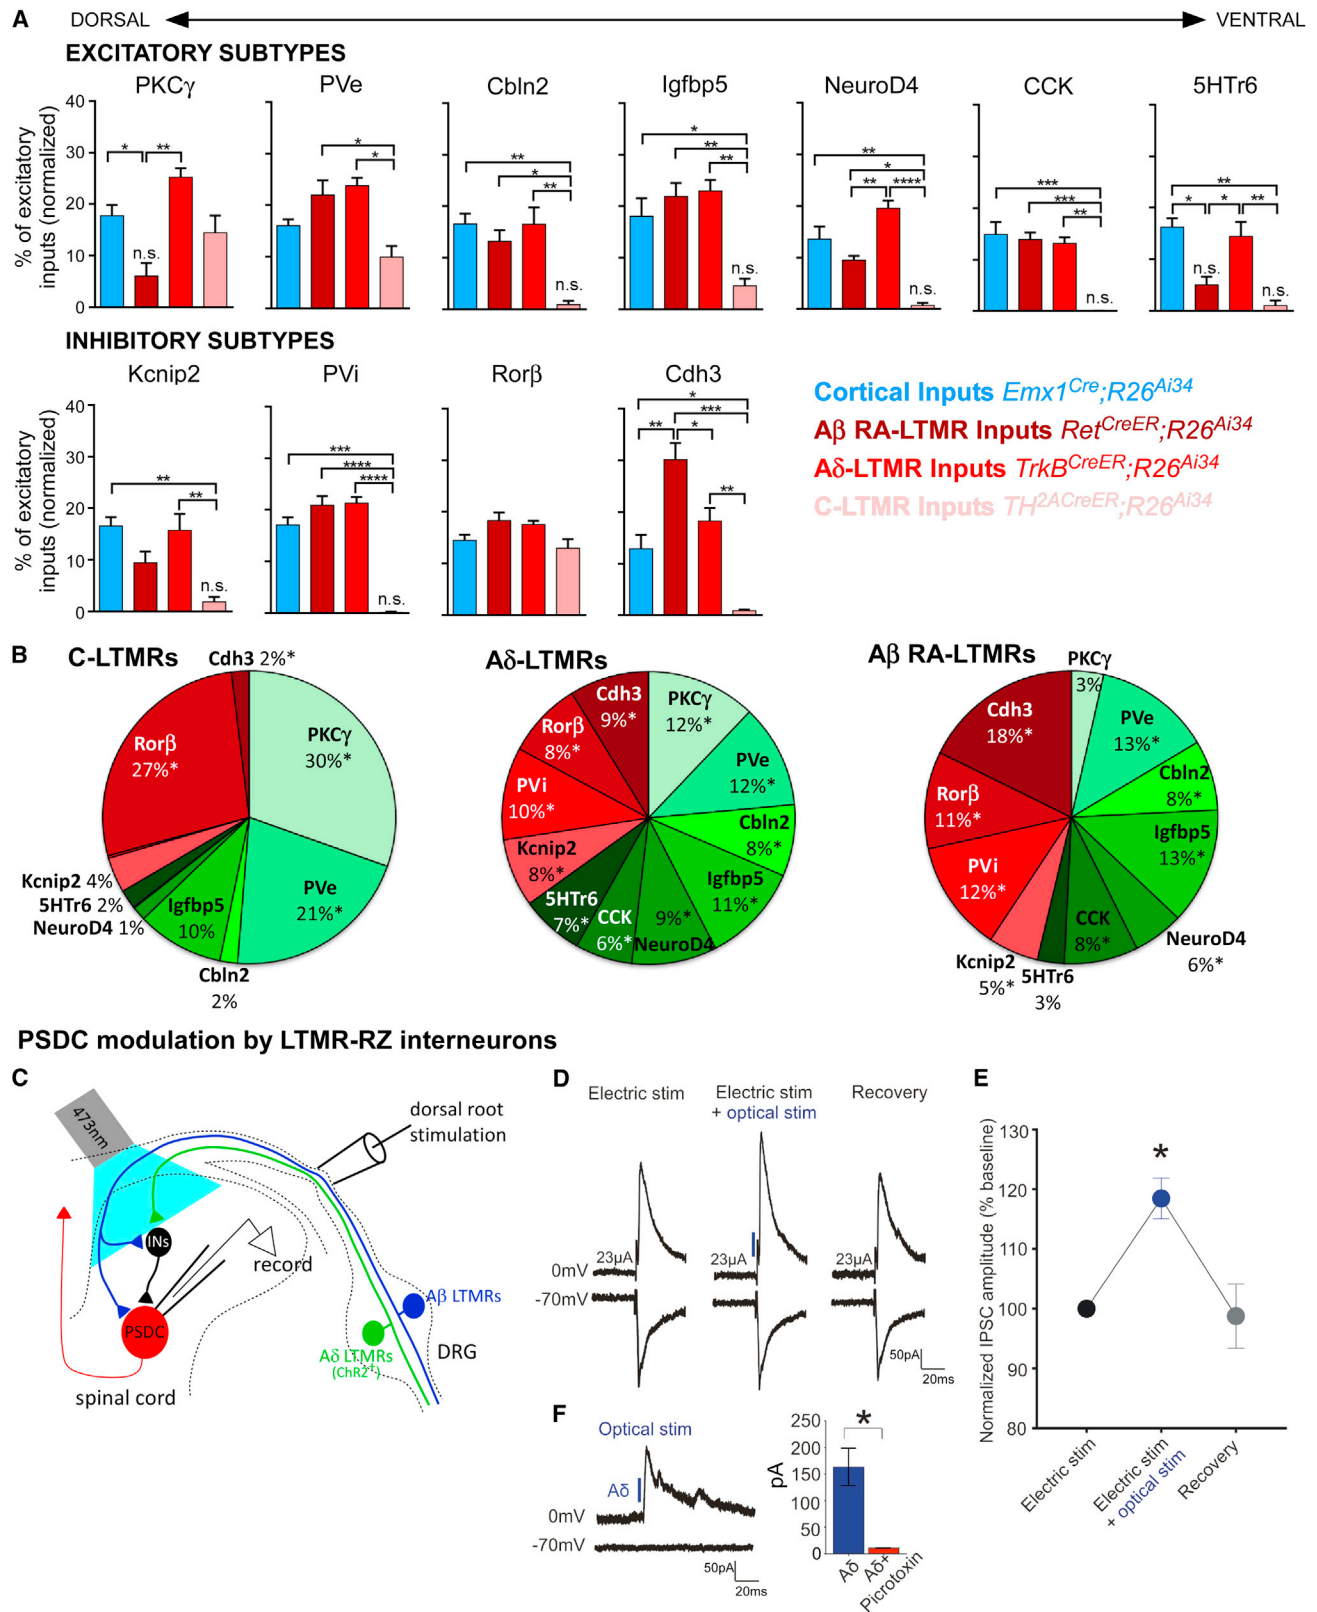 A
DORSAL VENTRAL
EXCITATORY SUBTYPES
PKCγ PVe Cbln2 Igfbp5 NeuroD4 CCK 5HTr6
% of excitatory
inputs (normalized)
40
30
20
10
0
* **
n.s.
*
*
**
*
**
n.s.
*
**
**
n.s.
**
*
** ****
***
***
**
n.s.
**
* * **
n.s.
n.s.
INHIBITORY SUBTYPES
Kcnip2 PVi Rorβ Cdh3
% of excitatory
inputs (normalized)
40
30
20
10
0
**
**
n.s.
***
****
****
n.s.
*
***
** *
**
Cortical Inputs Emx1Cre;R26Ai34
Aβ RA-LTMR Inputs RetCreER;R26Ai34
Aδ-LTMR Inputs TrkBCreER;R26Ai34
C-LTMR Inputs TH2ACreER;R26Ai34
B
C-LTMRs
Cdh3 2%*
PKCγ
30%*
PVe
21%*
Cbln2
2%
Igfbp5
10%
NeuroD4 1%
5HTr6 2%
Kcnip2 4%
Rorβ
27%*
Aδ-LTMRs
PKCγ
12%*
PVe
12%*
Cbln2
8%*
Igfbp5
11%*
9%*
NeuroD4
CCK
6%*
5HTr6
7%*
Kcnip2
8%*
PVi
10%*
Rorβ
8%*
Cdh3
9%*
Aβ RA-LTMRs
PKCγ
3%
PVe
13%*
Cbln2
8%*
Igfbp5
13%*
NeuroD4
6%*
CCK
8%*
5HTr6
3%
Kcnip2
5%*
PVi
12%*
Rorβ
11%*
Cdh3
18%*
PSDC modulation by LTMR-RZ interneurons
C
473nm
dorsal root
stimulation
INs
record
PSDC
Aβ LTMRs
Aδ LTMRs
(ChR2+)
DRG
spinal cord
D
Electric stim
Electric stim
+ optical stim
Recovery
23µA 23µA 23µA
0mV
-70mV
50pA
20ms
E
Normalized IPSC amplitude (% baseline)
130
120
110
100
90
80
*
Electric stim
Electric stim
+ optical stim
Recovery
F
Optical stim
Aδ
0mV
-70mV
50pA
20ms
pA
250
200
150
100
50
0
*
Aδ
Aδ+
Picrotoxin